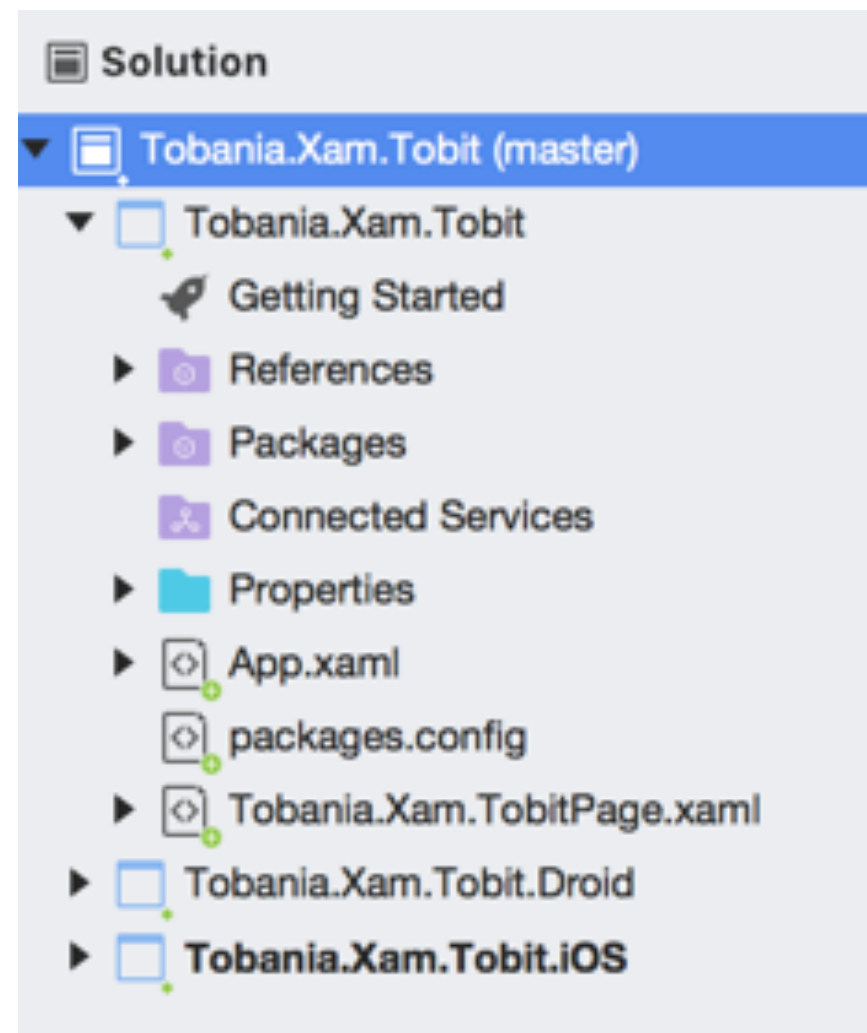 Solution
Tobania.Xam.Tobit (master)
Tobania.Xam.Tobit
Getting Started
References
Packages
Connected Services
Properties
App.xaml
packages.config
Tobania.Xam.TobitPage.xaml
Tobania.Xam.Tobit.Droid
Tobania.Xam.Tobit.iOS